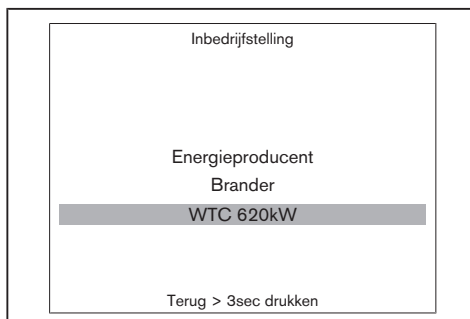 Inbedrijfstelling
Energieproducent
Brander
WTC 620kW
Terug > 3sec drukken